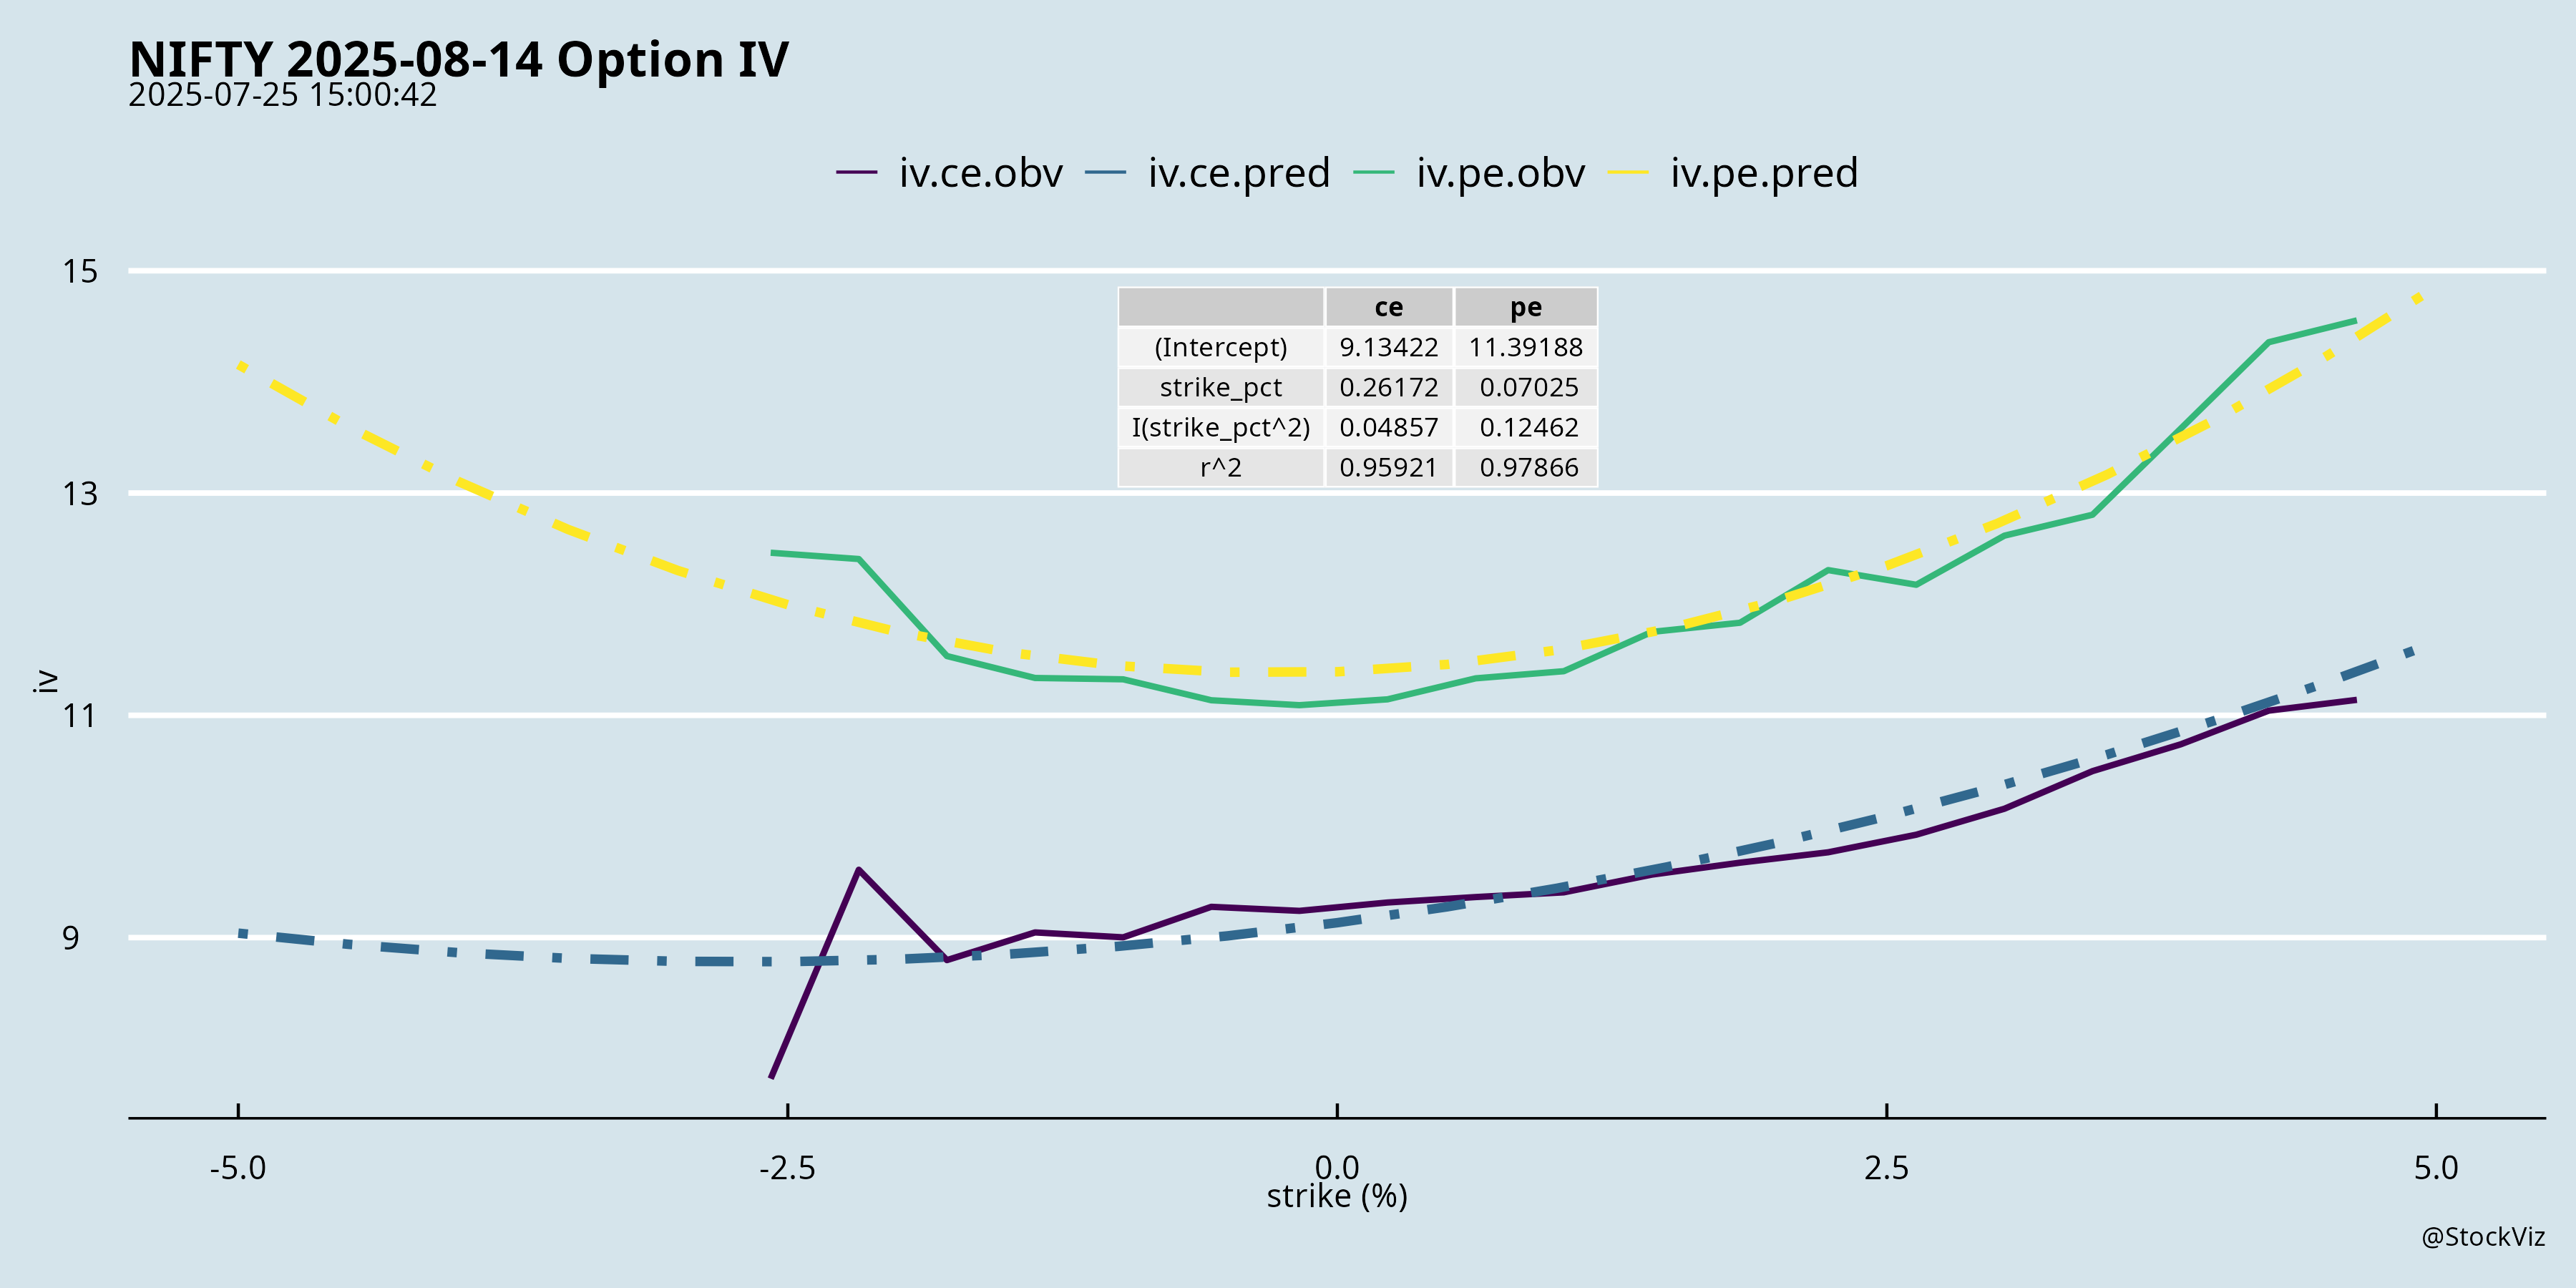 NIFTY 2025-08-14 Option IV
2025-07-25 15:00:42
iv.ce.obv iv.ce.pred iv.pe.obv iv.pe.pred
15
ce pe
(Intercept) 9.13422 11.39188
strike_pct 0.26172 0.07025
I(strike_pct^2) 0.04857 0.12462
r^2 0.95921 0.97866
13
iv
11
9
-5.0 -2.5 0.0 2.5 5.0
strike (%)
@StockViz